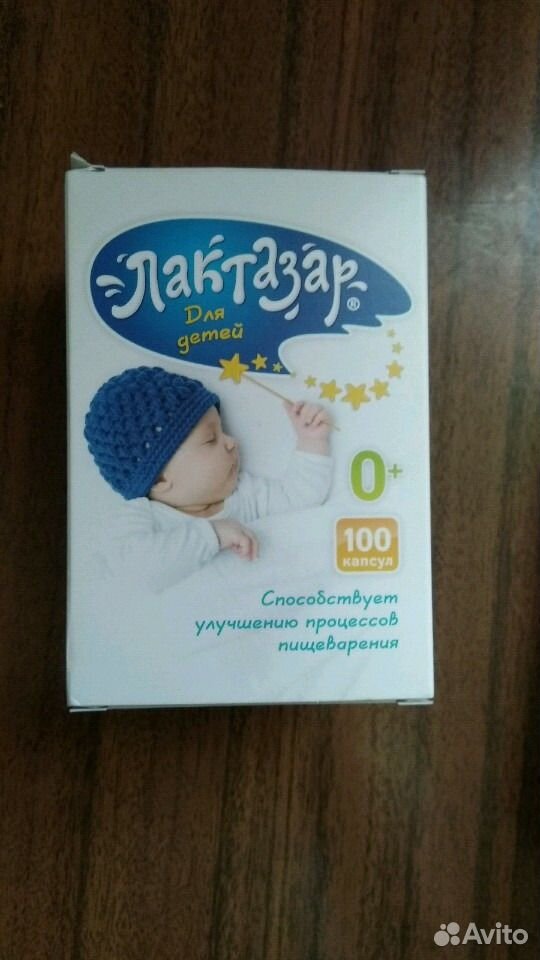 Лактазар®
Для
детей
0+
100
капсул
Способствует
улучшению процессов
пищеварения
Avito